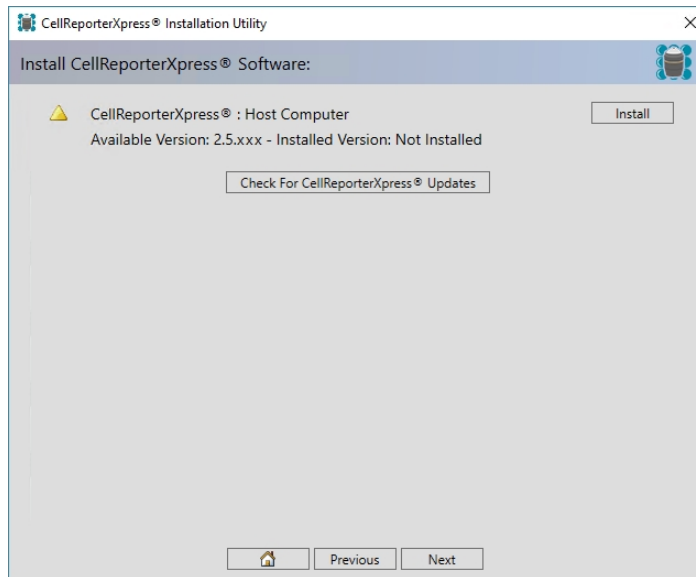 CellReporterXpress® Installation Utility
Install CellReporterXpress® Software:
CellReporterXpress® : Host Computer
Install
Available Version: 2.5.xxx - Installed Version: Not Installed
Check For CellReporterXpress® Updates
Previous
Next